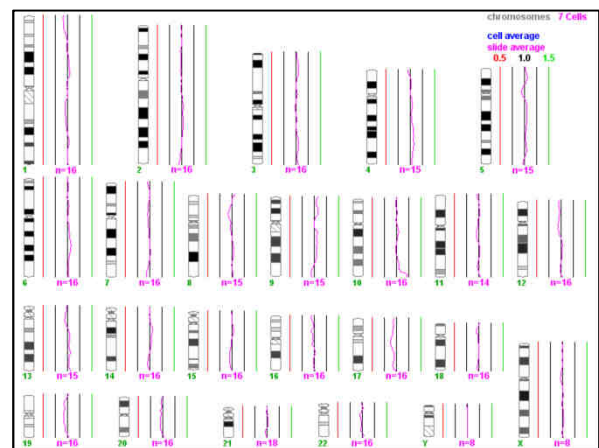 chromosomes 7 Cells
cell average
slide average
0.5 1.0 1.5
1 n=16 2 n=16 3 n=16 4 n=15 5 n=15
6 n=16 7 n=16 8 n=15 9 n=15 10 n=16 11 n=14 12 n=16
13 n=15 14 n=16 15 n=15 16 n=16 17 n=16 18 n=16
19 n=16 20 n=16 21 n=18 22 n=16 Y n=8 X n=8